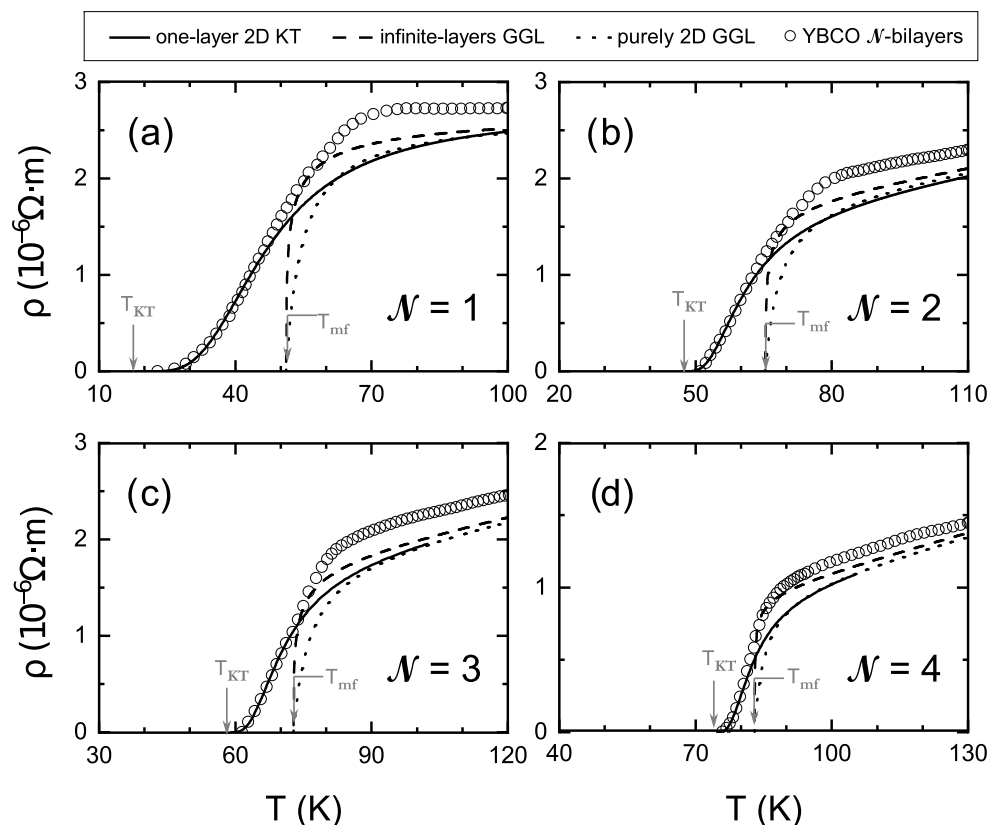 one-layer 2D KT infinite-layers GGL purely 2D GGL YBCO 𝒩-bilayers
(a)
3
2
1
0
ρ (10⁻⁶Ω·m)
T_KT
T_mf
𝒩 = 1
10 40 70 100
(b)
3
2
1
0
T_KT
T_mf
𝒩 = 2
20 50 80 110
(c)
3
2
1
0
ρ (10⁻⁶Ω·m)
T_KT
T_mf
𝒩 = 3
30 60 90 120
T (K)
(d)
2
1
0
T_KT
T_mf
𝒩 = 4
40 70 100 130
T (K)